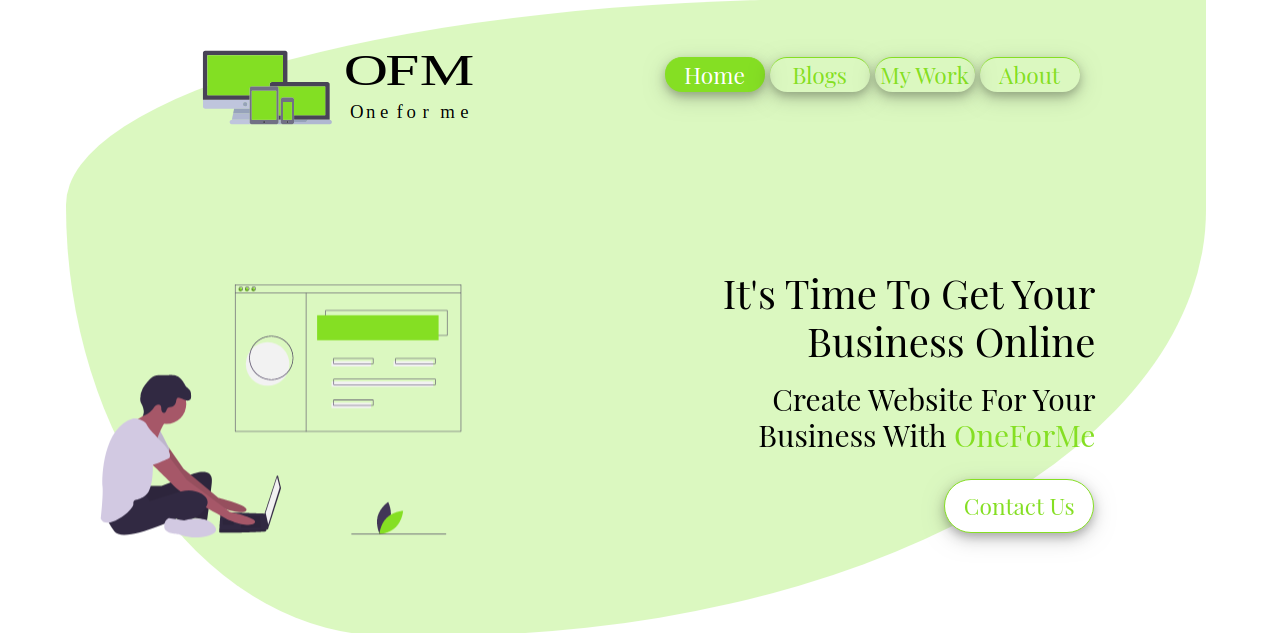 OFM
One for me
Home
Blogs
My Work
About
It's Time To Get Your
Business Online
Create Website For Your
Business With OneForMe
Contact Us